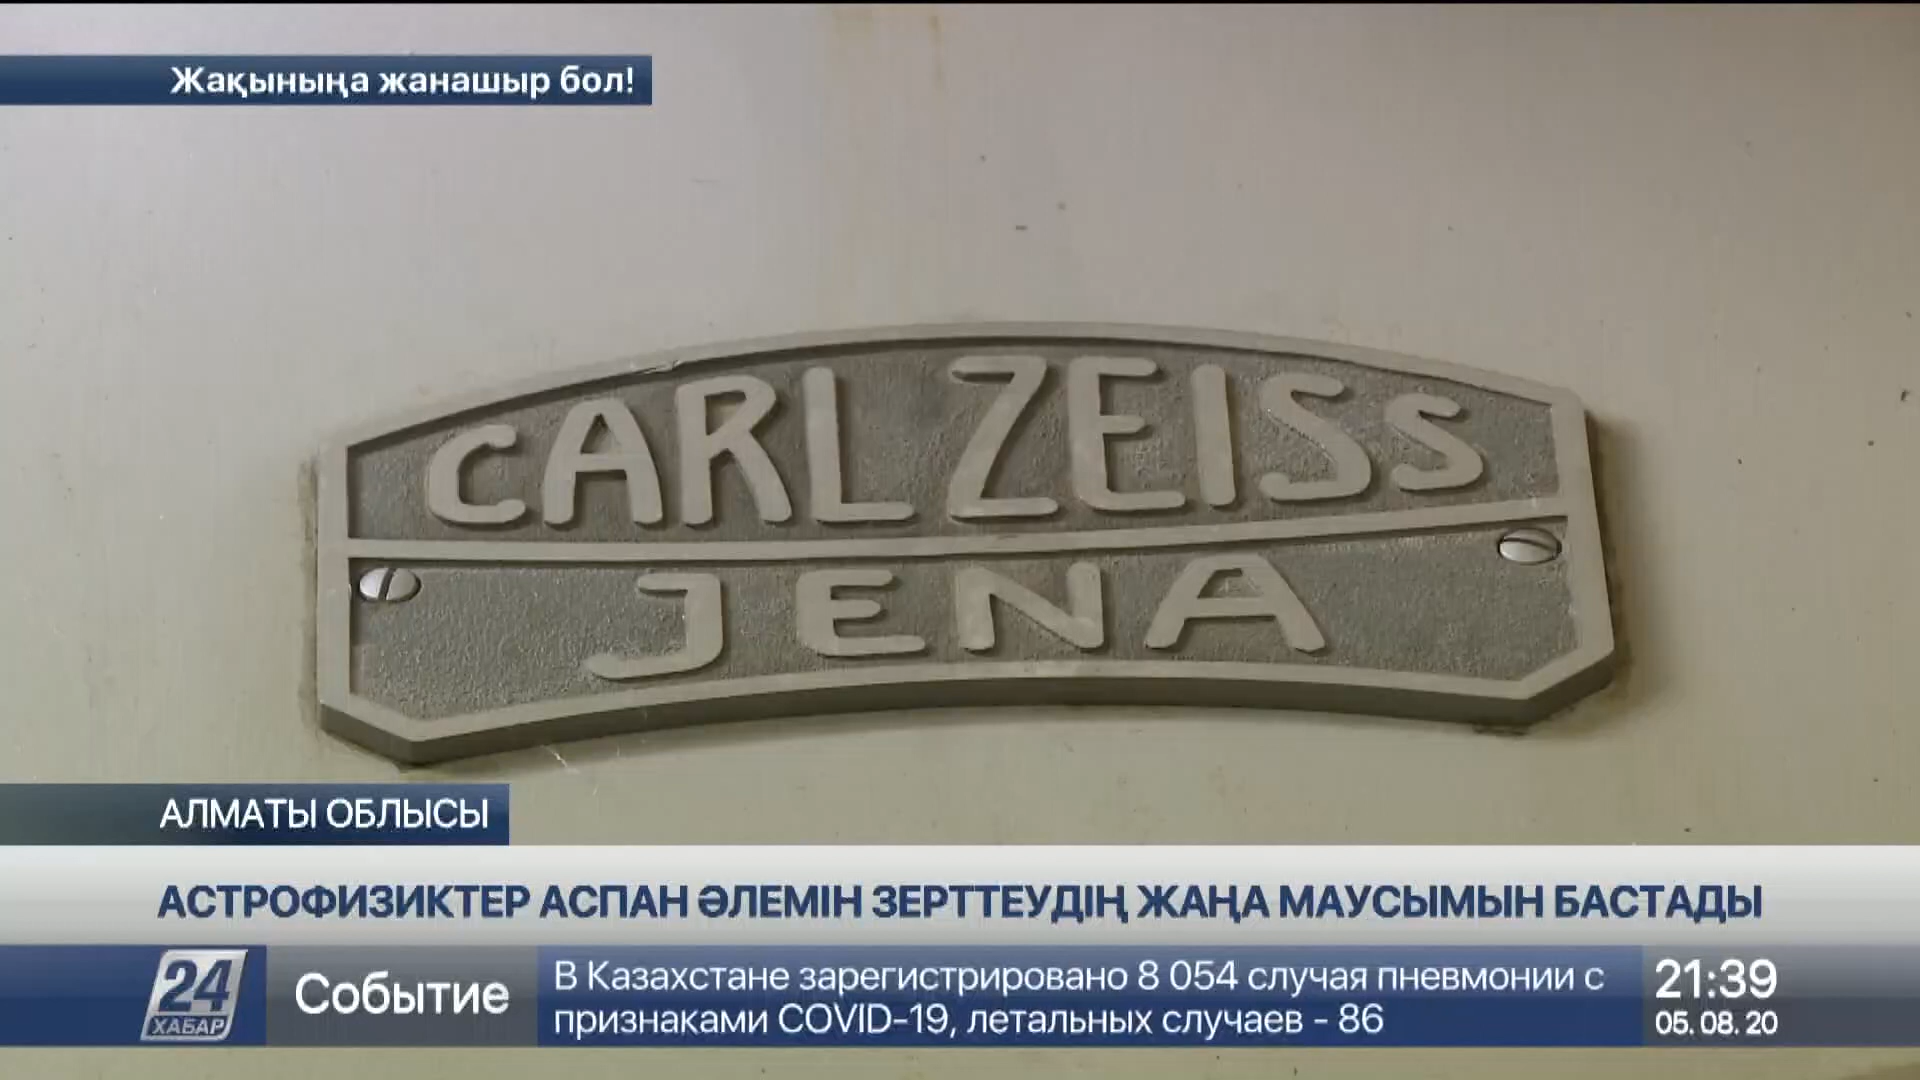 Жақыныңа жанашыр бол!
CARL ZEISS
JENA
АЛМАТЫ ОБЛЫСЫ
АСТРОФИЗИКТЕР АСПАН ӘЛЕМІН ЗЕРТТЕУДІҢ ЖАҢА МАУСЫМЫН БАСТАДЫ
24
ХАБАР
Событие
В Казахстане зарегистрировано 8 054 случая пневмонии с
признаками COVID-19, летальных случаев - 86
21:39
05. 08. 20